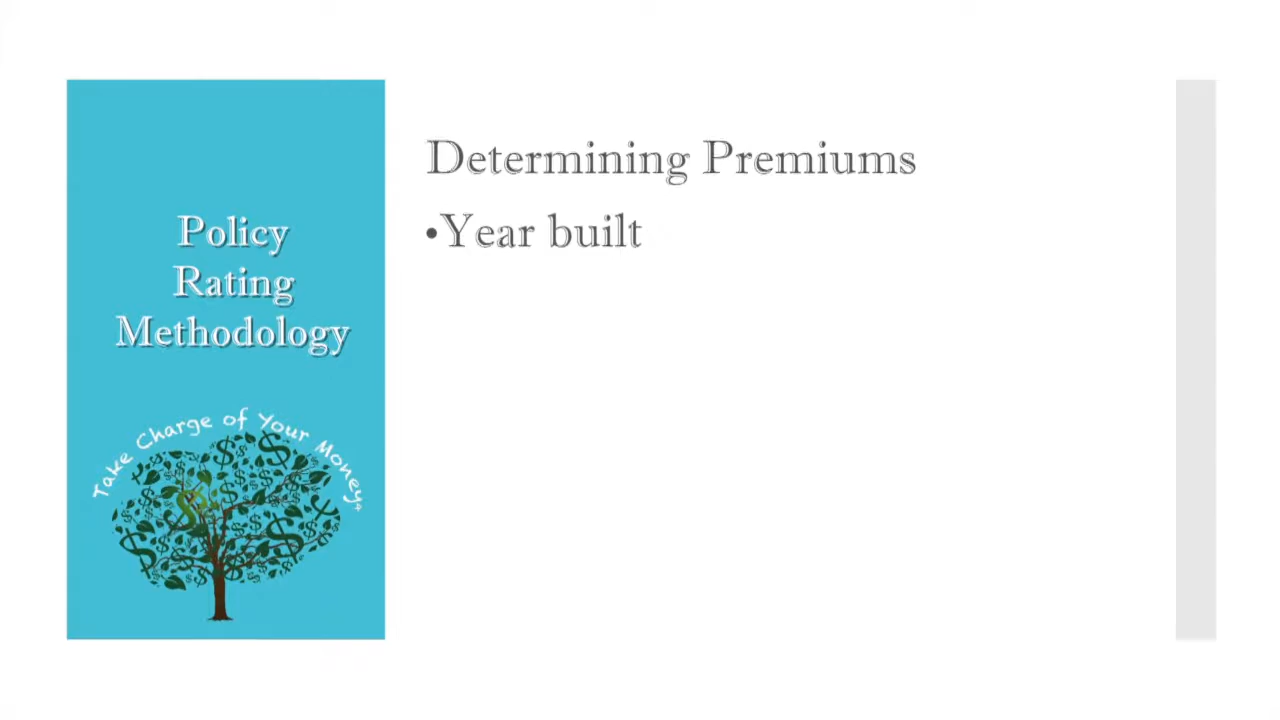 Policy
Rating
Methodology
Take Charge of Your Money+
Determining Premiums
•Year built